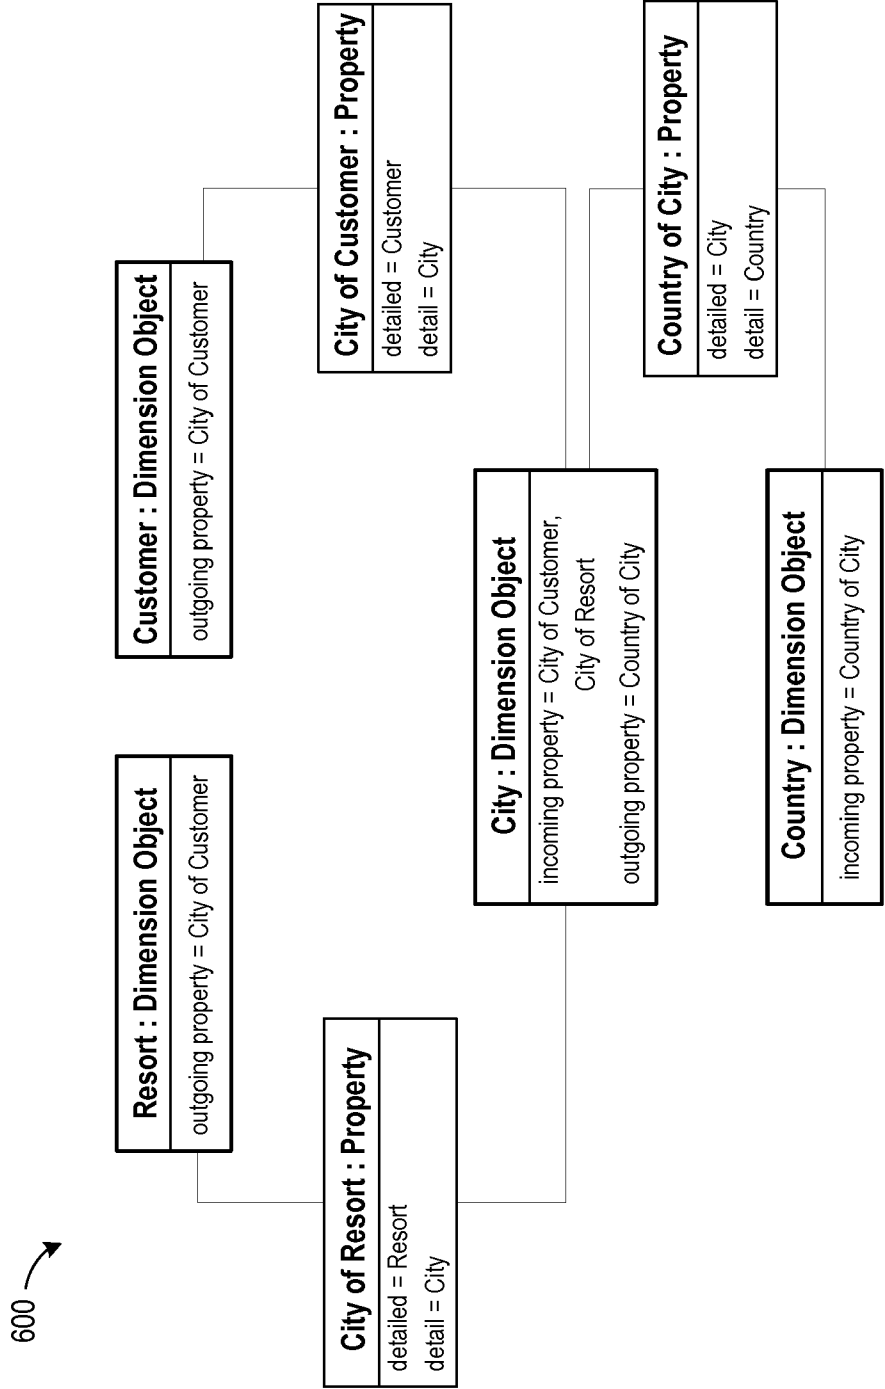 600
Resort : Dimension Object
outgoing property = City of Customer
Customer : Dimension Object
outgoing property = City of Customer
City of Resort : Property
detailed = Resort
detail = City
City of Customer : Property
detailed = Customer
detail = City
City : Dimension Object
incoming property = City of Customer,
City of Resort
outgoing property = Country of City
Country of City : Property
detailed = City
detail = Country
Country : Dimension Object
incoming property = Country of City